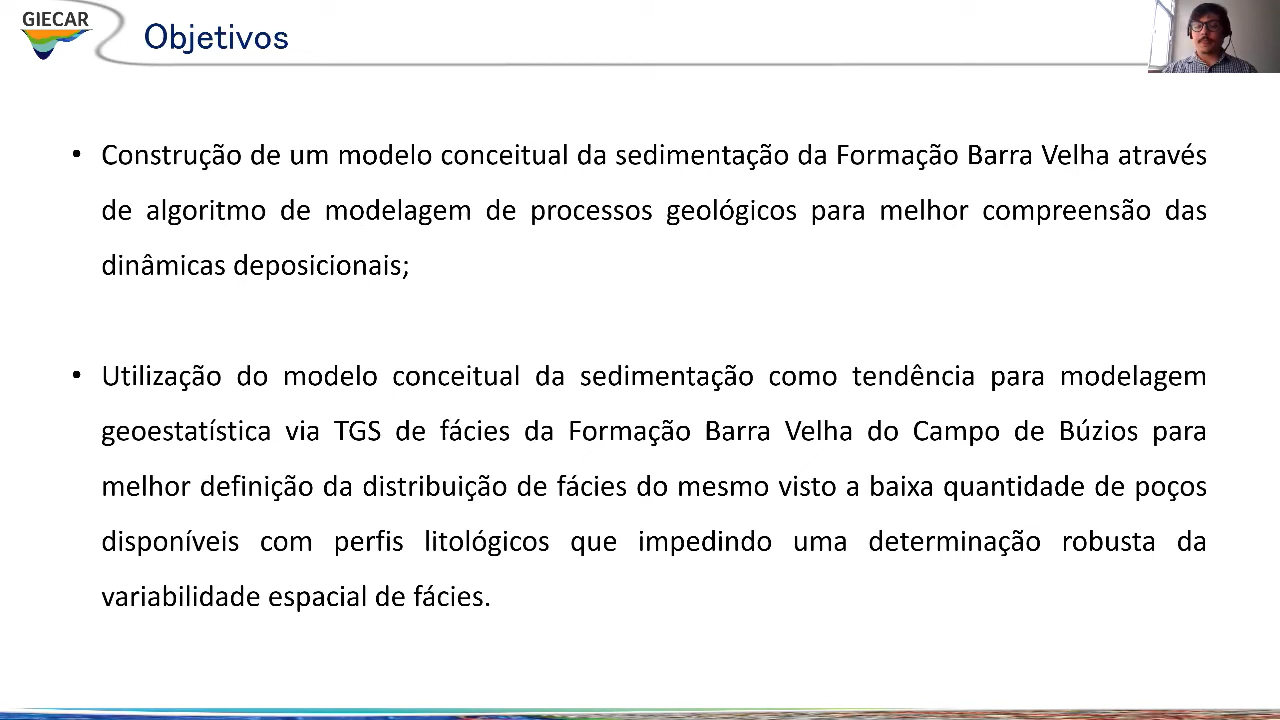 GIECAR
Objetivos
• Construção de um modelo conceitual da sedimentação da Formação Barra Velha através
de algoritmo de modelagem de processos geológicos para melhor compreensão das
dinâmicas deposicionais;
• Utilização do modelo conceitual da sedimentação como tendência para modelagem
geoestatística via TGS de fácies da Formação Barra Velha do Campo de Búzios para
melhor definição da distribuição de fácies do mesmo visto a baixa quantidade de poços
disponíveis com perfis litológicos que impedindo uma determinação robusta da
variabilidade espacial de fácies.